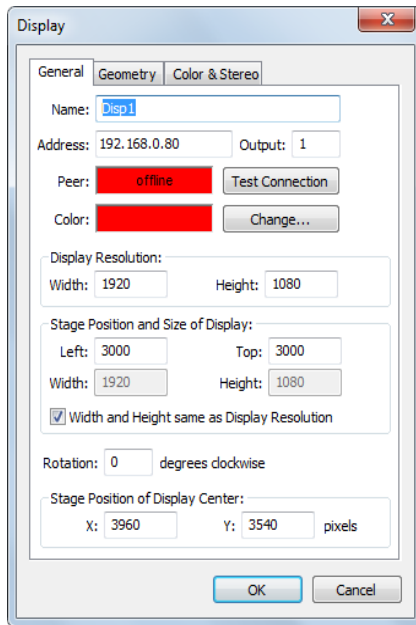 Display
General Geometry Color & Stereo
Name: Disp1
Address: 192.168.0.80 Output: 1
Peer: offline Test Connection
Color: Change...
Display Resolution:
Width: 1920 Height: 1080
Stage Position and Size of Display:
Left: 3000 Top: 3000
Width: 1920 Height: 1080
Width and Height same as Display Resolution
Rotation: 0 degrees clockwise
Stage Position of Display Center:
X: 3960 Y: 3540 pixels
OK Cancel